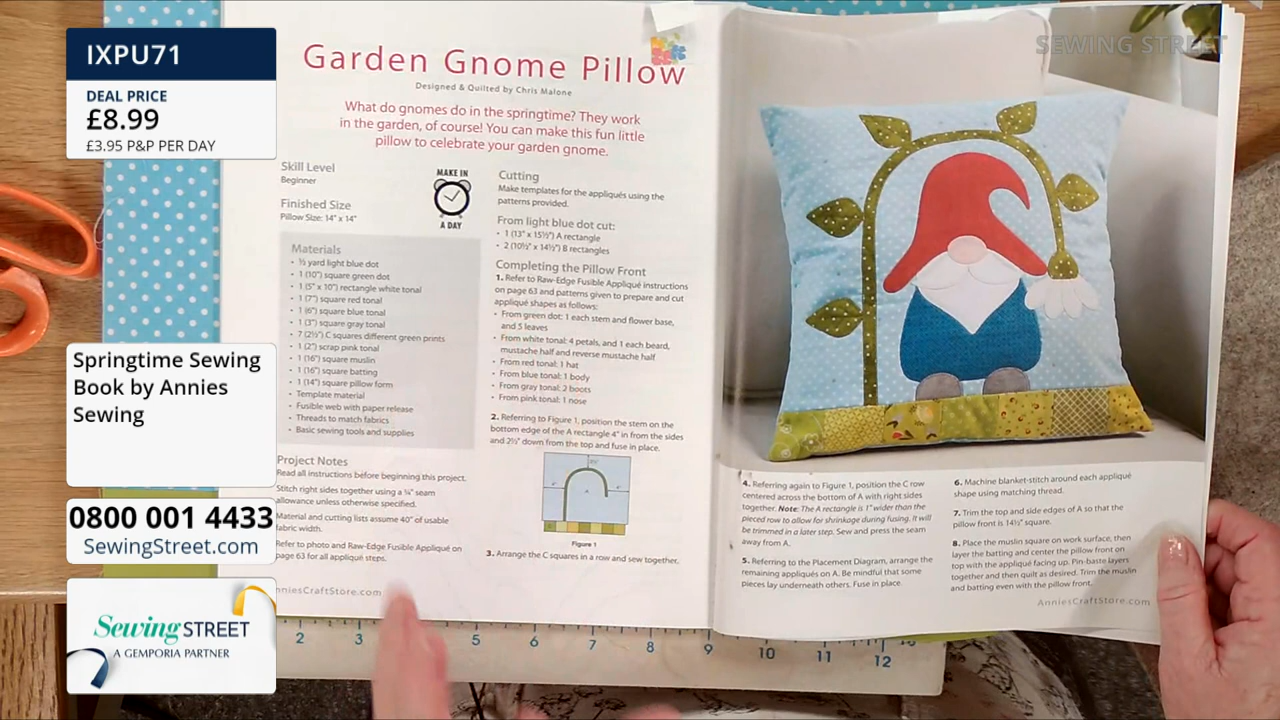 IXPU71
DEAL PRICE
£8.99
£3.95 P&P PER DAY
Springtime Sewing
Book by Annies
Sewing
0800 001 4433
SewingStreet.com
Sewing STREET
A GEMPORIA PARTNER
SEWING STREET
Garden Gnome Pillow
Designed & Quilted by Chris Malone
What do gnomes do in the springtime? They work
in the garden, of course! You can make this fun little
pillow to celebrate your garden gnome.
Skill Level
Beginner
Finished Size
Pillow Size: 14" x 14"
MAKE IN
A DAY
Materials
• ½ yard light blue dot
• 1 (10") square green dot
• 1 (5" x 10") rectangle white tonal
• 1 (7") square red tonal
• 1 (6") square blue tonal
• 1 (3") square gray tonal
• 7 (2½") C squares different green prints
• 1 (2") scrap pink tonal
• 1 (16") square muslin
• 1 (16") square batting
• 1 (14") square pillow form
• Template material
• Fusible web with paper release
• Threads to match fabrics
• Basic sewing tools and supplies
Project Notes
Read all instructions before beginning this project.
Stitch right sides together using a ¼" seam
allowance unless otherwise specified.
Material and cutting lists assume 40" of usable
fabric width.
Refer to photo and Raw-Edge Fusible Appliqué on
page 63 for all appliqué steps.
Cutting
Make templates for the appliqués using the
patterns provided.
From light blue dot cut:
• 1 (13" x 15½") A rectangle
• 2 (10½" x 14½") B rectangles
Completing the Pillow Front
1. Refer to Raw-Edge Fusible Appliqué instructions
on page 63 and patterns given to prepare and cut
appliqué shapes as follows:
• From green dot: 1 each stem and flower base,
and 5 leaves
• From white tonal: 4 petals, and 1 each beard,
mustache half and reverse mustache half
• From red tonal: 1 hat
• From blue tonal: 1 body
• From gray tonal: 2 boots
• From pink tonal: 1 nose
2. Referring to Figure 1, position the stem on the
bottom edge of the A rectangle 4" in from the sides
and 2½" down from the top and fuse in place.
A
Figure 1
3. Arrange the C squares in a row and sew together.
nniesCraftStore.com
4. Referring again to Figure 1, position the C row
centered across the bottom of A with right sides
together. Note: The A rectangle is 1" wider than the
pieced row to allow for shrinkage during fusing. It will
be trimmed in a later step. Sew and press the seam
away from A.
5. Referring to the Placement Diagram, arrange the
remaining appliqués on A. Be mindful that some
pieces lay underneath others. Fuse in place.
6. Machine blanket-stitch around each appliqué
shape using matching thread.
7. Trim the top and side edges of A so that the
pillow front is 14½" square.
8. Place the muslin square on work surface, then
layer the batting and center the pillow front on
top with the appliqué facing up. Pin-baste layers
together and then quilt as desired. Trim the muslin
and batting even with the pillow front.
AnniesCraftStore.com
2 3 5 6 7 8 9 10 11 12